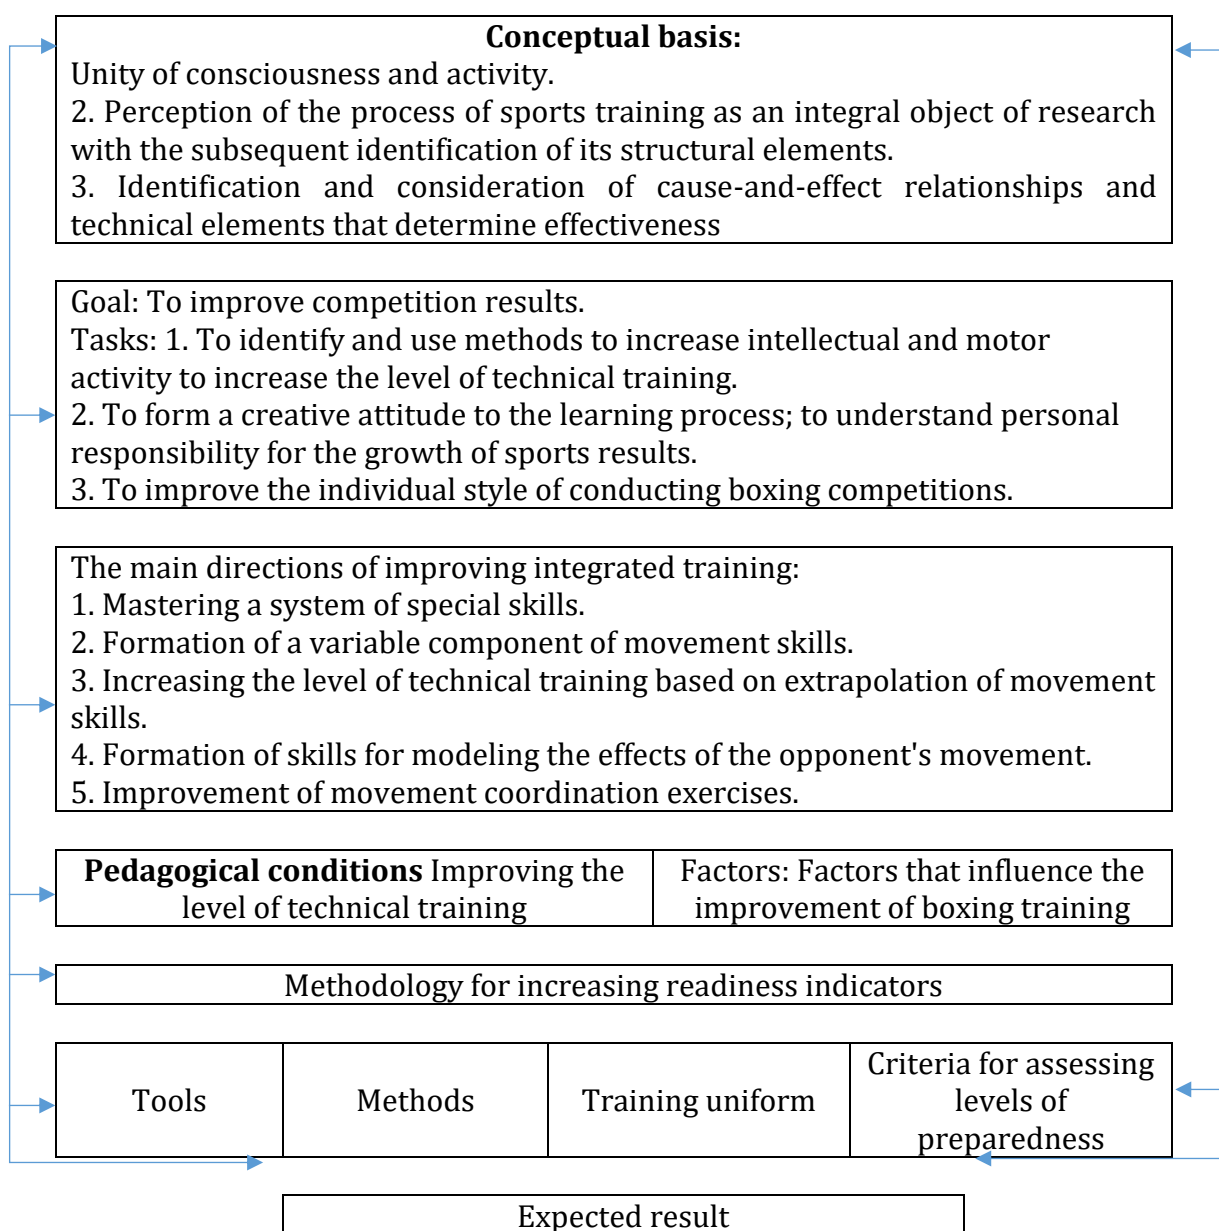 Conceptual basis:
Unity of consciousness and activity.
2. Perception of the process of sports training as an integral object of research
with the subsequent identification of its structural elements.
3. Identification and consideration of cause-and-effect relationships and
technical elements that determine effectiveness
Goal: To improve competition results.
Tasks: 1. To identify and use methods to increase intellectual and motor
activity to increase the level of technical training.
2. To form a creative attitude to the learning process; to understand personal
responsibility for the growth of sports results.
3. To improve the individual style of conducting boxing competitions.
The main directions of improving integrated training:
1. Mastering a system of special skills.
2. Formation of a variable component of movement skills.
3. Increasing the level of technical training based on extrapolation of movement
skills.
4. Formation of skills for modeling the effects of the opponent's movement.
5. Improvement of movement coordination exercises.
Pedagogical conditions Improving the
level of technical training
Factors: Factors that influence the
improvement of boxing training
Methodology for increasing readiness indicators
Tools
Methods
Training uniform
Criteria for assessing
levels of
preparedness
Expected result